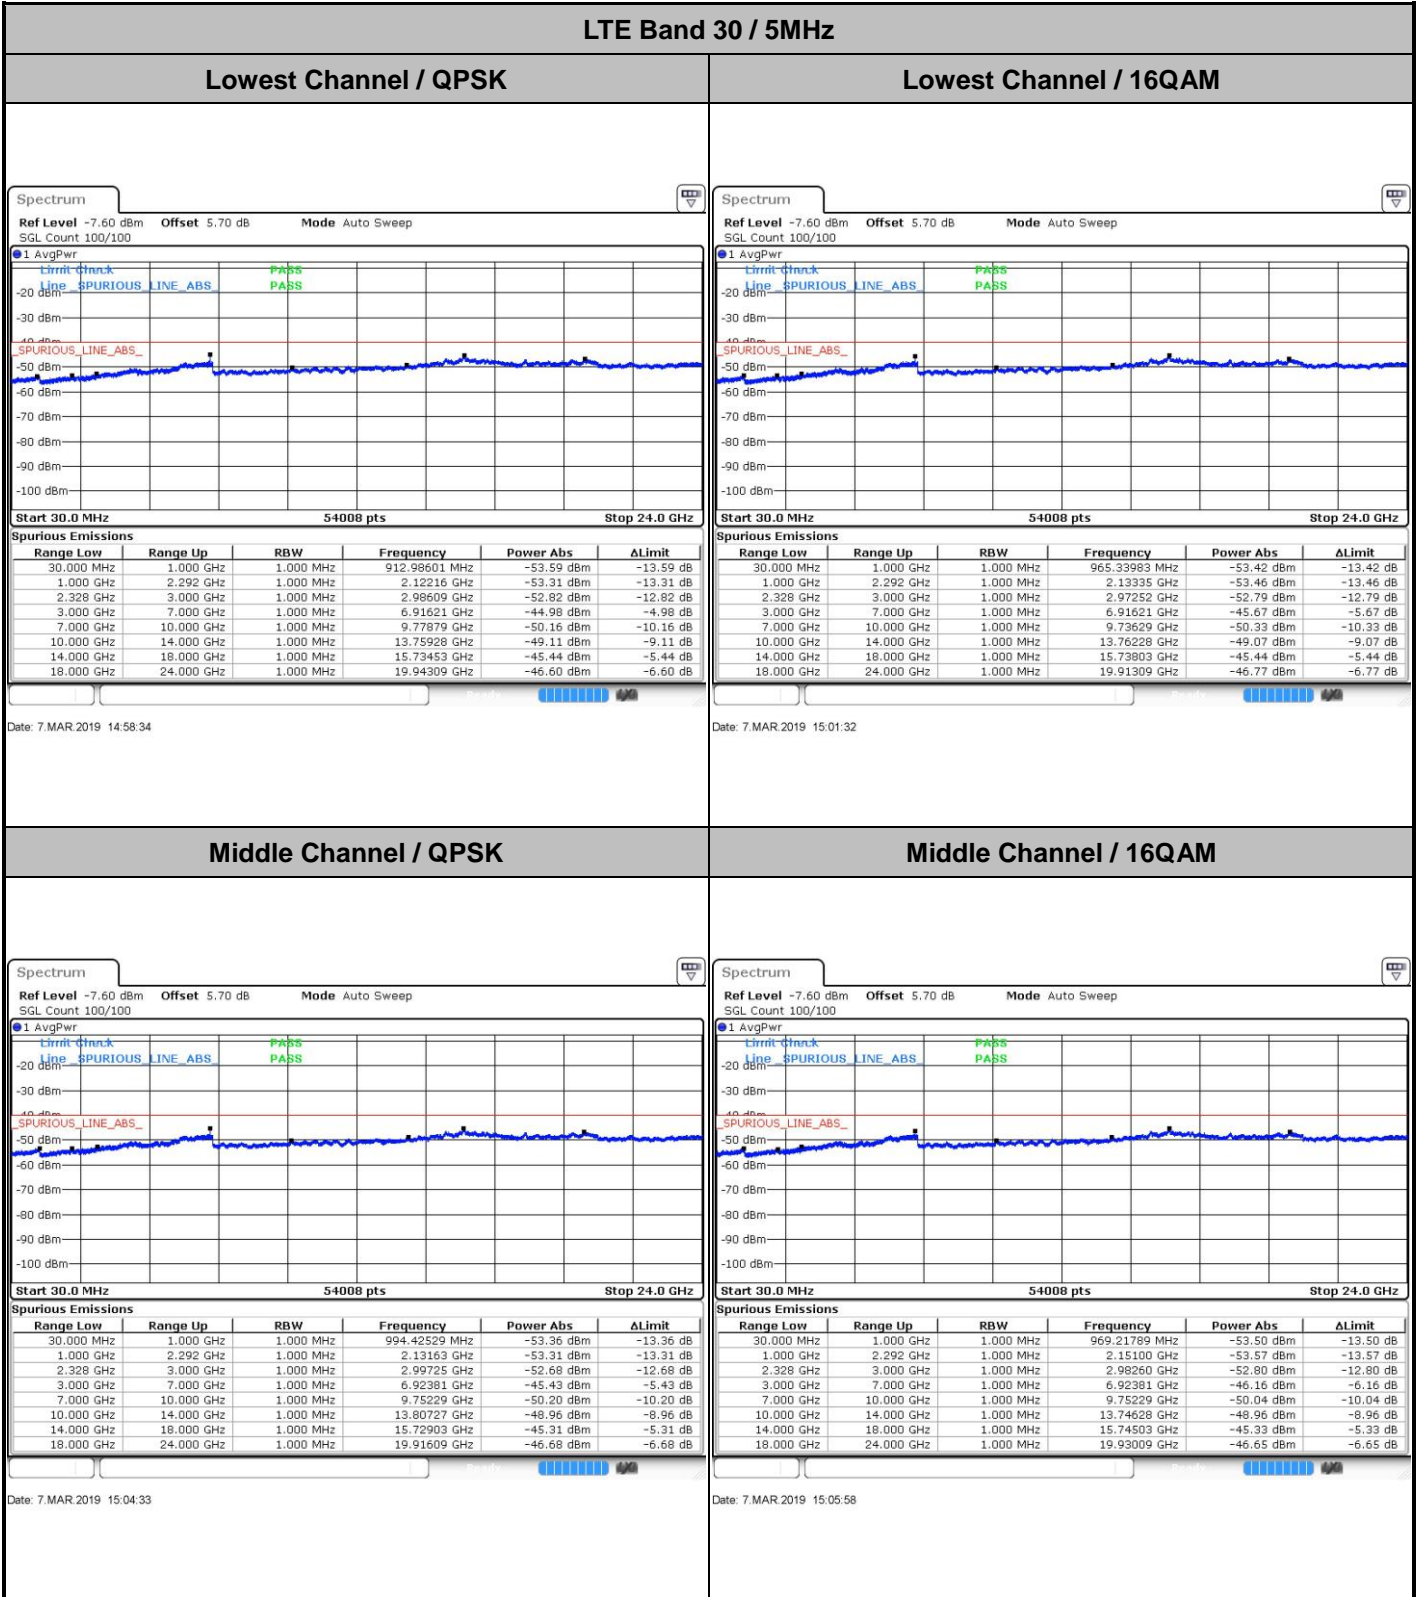 LTE Band 30 / 5MHz
Lowest Channel / QPSK
Lowest Channel / 16QAM
Spectrum
Ref Level -7.60 dBm Offset 5.70 dB Mode Auto Sweep
SGL Count 100/100
1 AvgPwr
Limit Check PASS
Line _SPURIOUS_LINE_ABS_ PASS
-20 dBm
-30 dBm
-40 dBm
_SPURIOUS_LINE_ABS_
-50 dBm
-60 dBm
-70 dBm
-80 dBm
-90 dBm
-100 dBm
Start 30.0 MHz 54008 pts Stop 24.0 GHz
Spurious Emissions
Range Low Range Up RBW Frequency Power Abs ΔLimit
30.000 MHz 1.000 GHz 1.000 MHz 912.98601 MHz -53.59 dBm -13.59 dB
1.000 GHz 2.292 GHz 1.000 MHz 2.12216 GHz -53.31 dBm -13.31 dB
2.328 GHz 3.000 GHz 1.000 MHz 2.98609 GHz -52.82 dBm -12.82 dB
3.000 GHz 7.000 GHz 1.000 MHz 6.91621 GHz -44.98 dBm -4.98 dB
7.000 GHz 10.000 GHz 1.000 MHz 9.77879 GHz -50.16 dBm -10.16 dB
10.000 GHz 14.000 GHz 1.000 MHz 13.75928 GHz -49.11 dBm -9.11 dB
14.000 GHz 18.000 GHz 1.000 MHz 15.73453 GHz -45.44 dBm -5.44 dB
18.000 GHz 24.000 GHz 1.000 MHz 19.94309 GHz -46.60 dBm -6.60 dB
Date: 7.MAR.2019 14:58:34
Spectrum
Ref Level -7.60 dBm Offset 5.70 dB Mode Auto Sweep
SGL Count 100/100
1 AvgPwr
Limit Check PASS
Line _SPURIOUS_LINE_ABS_ PASS
-20 dBm
-30 dBm
-40 dBm
_SPURIOUS_LINE_ABS_
-50 dBm
-60 dBm
-70 dBm
-80 dBm
-90 dBm
-100 dBm
Start 30.0 MHz 54008 pts Stop 24.0 GHz
Spurious Emissions
Range Low Range Up RBW Frequency Power Abs ΔLimit
30.000 MHz 1.000 GHz 1.000 MHz 965.33983 MHz -53.42 dBm -13.42 dB
1.000 GHz 2.292 GHz 1.000 MHz 2.13335 GHz -53.46 dBm -13.46 dB
2.328 GHz 3.000 GHz 1.000 MHz 2.97252 GHz -52.79 dBm -12.79 dB
3.000 GHz 7.000 GHz 1.000 MHz 6.91621 GHz -45.67 dBm -5.67 dB
7.000 GHz 10.000 GHz 1.000 MHz 9.73629 GHz -50.33 dBm -10.33 dB
10.000 GHz 14.000 GHz 1.000 MHz 13.76228 GHz -49.07 dBm -9.07 dB
14.000 GHz 18.000 GHz 1.000 MHz 15.73803 GHz -45.44 dBm -5.44 dB
18.000 GHz 24.000 GHz 1.000 MHz 19.91309 GHz -46.77 dBm -6.77 dB
Date: 7.MAR.2019 15:01:32
Middle Channel / QPSK
Middle Channel / 16QAM
Spectrum
Ref Level -7.60 dBm Offset 5.70 dB Mode Auto Sweep
SGL Count 100/100
1 AvgPwr
Limit Check PASS
Line _SPURIOUS_LINE_ABS_ PASS
-20 dBm
-30 dBm
-40 dBm
_SPURIOUS_LINE_ABS_
-50 dBm
-60 dBm
-70 dBm
-80 dBm
-90 dBm
-100 dBm
Start 30.0 MHz 54008 pts Stop 24.0 GHz
Spurious Emissions
Range Low Range Up RBW Frequency Power Abs ΔLimit
30.000 MHz 1.000 GHz 1.000 MHz 994.42529 MHz -53.36 dBm -13.36 dB
1.000 GHz 2.292 GHz 1.000 MHz 2.13163 GHz -53.31 dBm -13.31 dB
2.328 GHz 3.000 GHz 1.000 MHz 2.99725 GHz -52.68 dBm -12.68 dB
3.000 GHz 7.000 GHz 1.000 MHz 6.92381 GHz -45.43 dBm -5.43 dB
7.000 GHz 10.000 GHz 1.000 MHz 9.75229 GHz -50.20 dBm -10.20 dB
10.000 GHz 14.000 GHz 1.000 MHz 13.80727 GHz -48.96 dBm -8.96 dB
14.000 GHz 18.000 GHz 1.000 MHz 15.72903 GHz -45.31 dBm -5.31 dB
18.000 GHz 24.000 GHz 1.000 MHz 19.91609 GHz -46.68 dBm -6.68 dB
Date: 7.MAR.2019 15:04:33
Spectrum
Ref Level -7.60 dBm Offset 5.70 dB Mode Auto Sweep
SGL Count 100/100
1 AvgPwr
Limit Check PASS
Line _SPURIOUS_LINE_ABS_ PASS
-20 dBm
-30 dBm
-40 dBm
_SPURIOUS_LINE_ABS_
-50 dBm
-60 dBm
-70 dBm
-80 dBm
-90 dBm
-100 dBm
Start 30.0 MHz 54008 pts Stop 24.0 GHz
Spurious Emissions
Range Low Range Up RBW Frequency Power Abs ΔLimit
30.000 MHz 1.000 GHz 1.000 MHz 969.21789 MHz -53.50 dBm -13.50 dB
1.000 GHz 2.292 GHz 1.000 MHz 2.15100 GHz -53.57 dBm -13.57 dB
2.328 GHz 3.000 GHz 1.000 MHz 2.98260 GHz -52.80 dBm -12.80 dB
3.000 GHz 7.000 GHz 1.000 MHz 6.92381 GHz -46.16 dBm -6.16 dB
7.000 GHz 10.000 GHz 1.000 MHz 9.75229 GHz -50.04 dBm -10.04 dB
10.000 GHz 14.000 GHz 1.000 MHz 13.74628 GHz -48.96 dBm -8.96 dB
14.000 GHz 18.000 GHz 1.000 MHz 15.74503 GHz -45.33 dBm -5.33 dB
18.000 GHz 24.000 GHz 1.000 MHz 19.93009 GHz -46.65 dBm -6.65 dB
Date: 7.MAR.2019 15:05:58